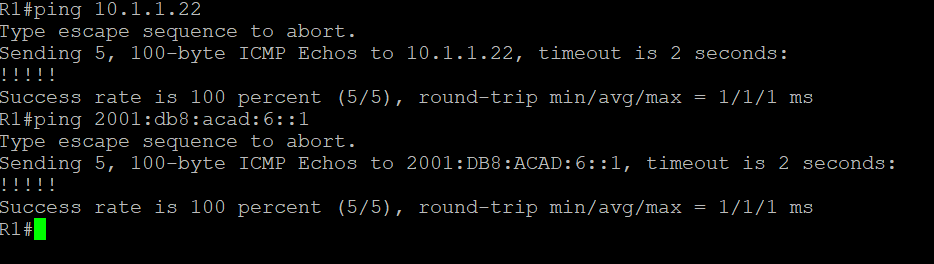 R1#ping 10.1.1.22
Type escape sequence to abort.
Sending 5, 100-byte ICMP Echos to 10.1.1.22, timeout is 2 seconds:
!!!!!
Success rate is 100 percent (5/5), round-trip min/avg/max = 1/1/1 ms
R1#ping 2001:db8:acad:6::1
Type escape sequence to abort.
Sending 5, 100-byte ICMP Echos to 2001:DB8:ACAD:6::1, timeout is 2 seconds:
!!!!!
Success rate is 100 percent (5/5), round-trip min/avg/max = 1/1/1 ms
R1#